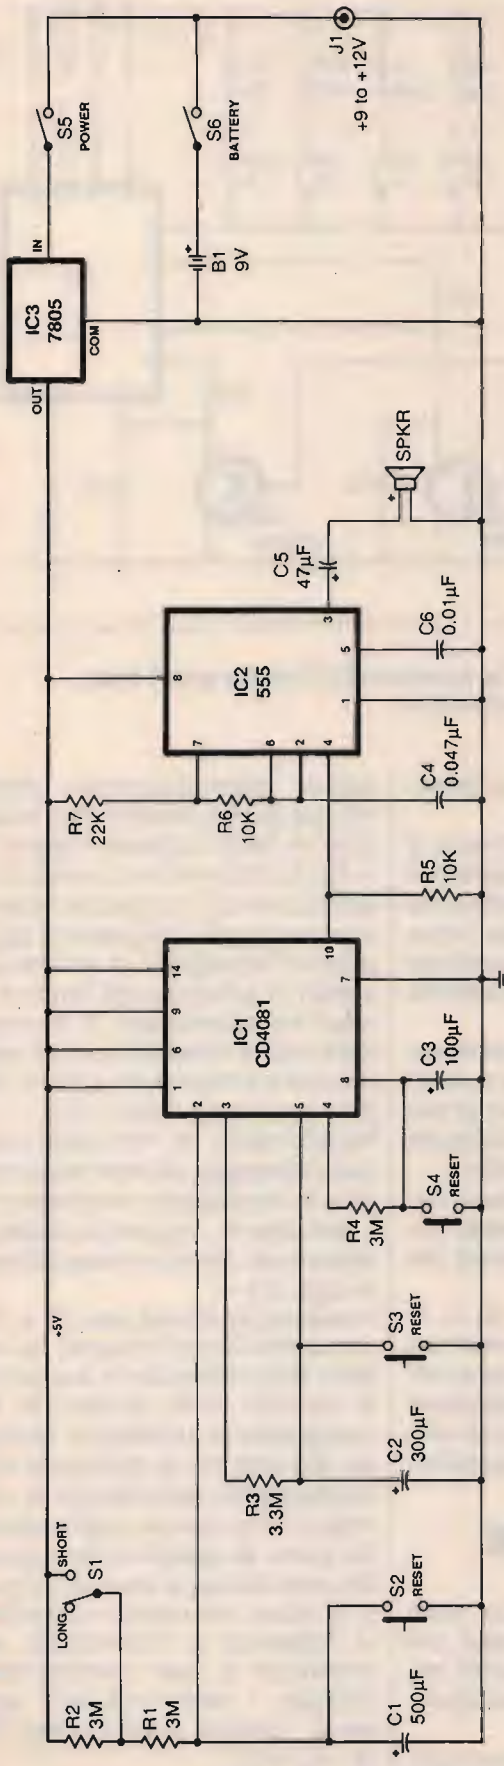 R2
3M
R1
3M
LONG
SHORT
S1
+5V
C1
500µF
+
S2
RESET
R3
3.3M
C2
300µF
+
S3
RESET
R4
3M
S4
RESET
C3
100µF
+
IC1
CD4081
1
6
9
14
2
3
5
4
8
7
10
R5
10K
R7
22K
R6
10K
C4
0.047µF
IC2
555
8
7
6
2
4
1
5
3
C6
0.01µF
C5
47µF
+
SPKR
+
IC3
7805
OUT
COM
IN
B1
9V
+
S5
POWER
S6
BATTERY
J1
+9 to +12V